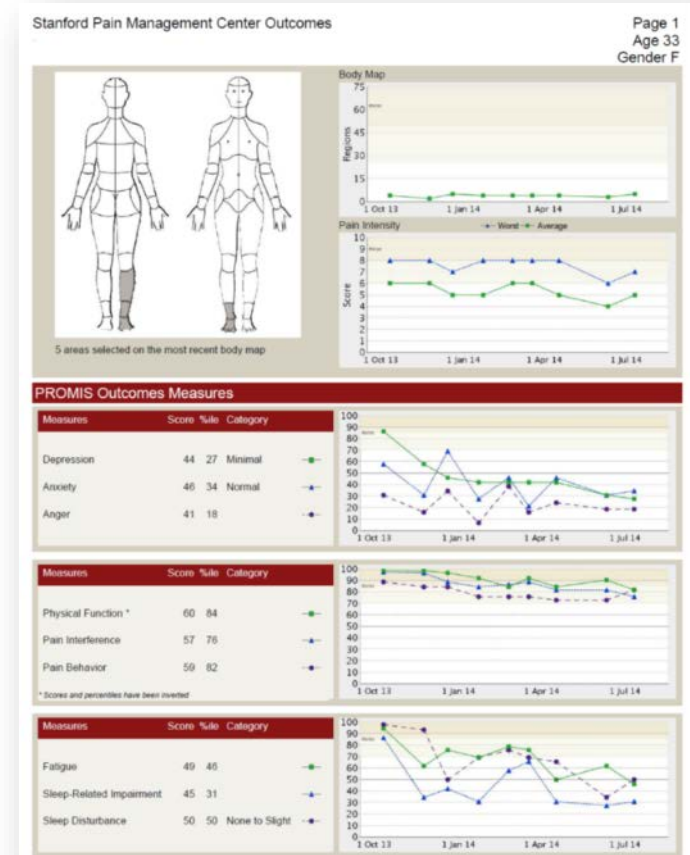 Stanford Pain Management Center Outcomes
Page 1
Age 33
Gender F
5 areas selected on the most recent body map
Body Map
75
60
45
30
15
0
Regions
1 Oct 13 1 Jan 14 1 Apr 14 1 Jul 14
Pain Intensity Worst Average
10
9
8
7
6
5
4
3
2
1
0
Score
1 Oct 13 1 Jan 14 1 Apr 14 1 Jul 14
PROMIS Outcomes Measures
Measures Score %ile Category
Depression 44 27 Minimal
Anxiety 46 34 Normal
Anger 41 18
100
90
80
70
60
50
40
30
20
10
0
1 Oct 13 1 Jan 14 1 Apr 14 1 Jul 14
Measures Score %ile Category
Physical Function * 60 84
Pain Interference 57 76
Pain Behavior 59 82
* Scores and percentiles have been inverted
100
90
80
70
60
50
40
30
20
10
0
1 Oct 13 1 Jan 14 1 Apr 14 1 Jul 14
Measures Score %ile Category
Fatigue 49 46
Sleep-Related Impairment 45 31
Sleep Disturbance 50 50 None to Slight
100
90
80
70
60
50
40
30
20
10
0
1 Oct 13 1 Jan 14 1 Apr 14 1 Jul 14